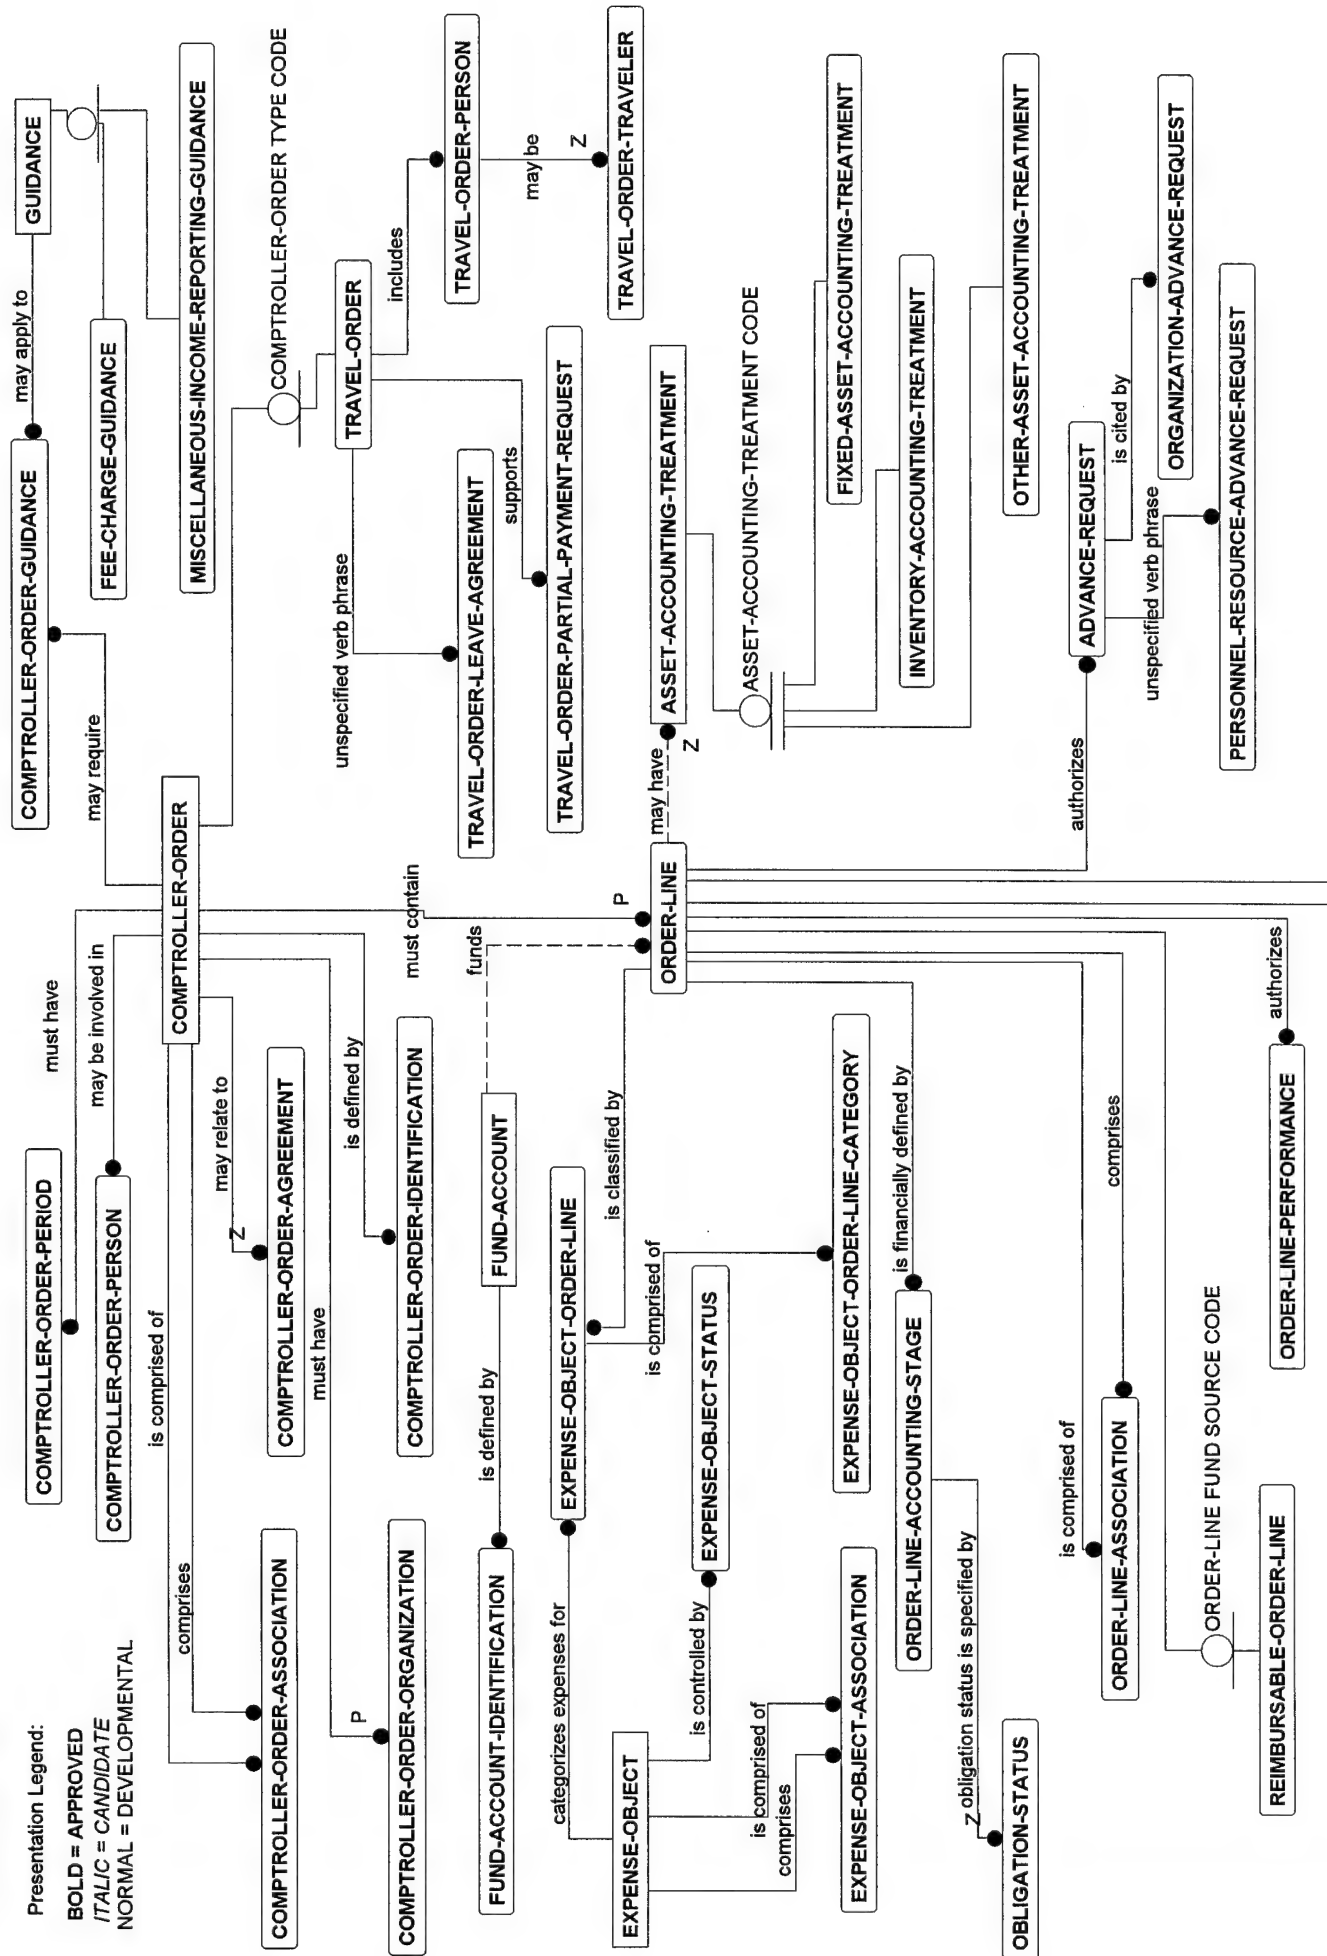 Presentation Legend:
BOLD = APPROVED
ITALIC = CANDIDATE
NORMAL = DEVELOPMENTAL
COMPTROLLER-ORDER-PERIOD
must have
COMPTROLLER-ORDER-PERSON
may be involved in
COMPTROLLER-ORDER-GUIDANCE
may apply to
GUIDANCE
may require
FEE-CHARGE-GUIDANCE
MISCELLANEOUS-INCOME-REPORTING-GUIDANCE
is comprised of
comprises
COMPTROLLER-ORDER
COMPTROLLER-ORDER TYPE CODE
COMPTROLLER-ORDER-ASSOCIATION
may relate to
Z
COMPTROLLER-ORDER-AGREEMENT
must have
P
COMPTROLLER-ORDER-ORGANIZATION
is defined by
COMPTROLLER-ORDER-IDENTIFICATION
must contain
P
unspecified verb phrase
TRAVEL-ORDER
includes
TRAVEL-ORDER-PERSON
may be
Z
TRAVEL-ORDER-TRAVELER
TRAVEL-ORDER-LEAVE-AGREEMENT
supports
TRAVEL-ORDER-PARTIAL-PAYMENT-REQUEST
FUND-ACCOUNT-IDENTIFICATION
is defined by
FUND-ACCOUNT
funds
categorizes expenses for
EXPENSE-OBJECT-ORDER-LINE
is classified by
EXPENSE-OBJECT
is controlled by
EXPENSE-OBJECT-STATUS
is comprised of
ORDER-LINE
may have
Z
ASSET-ACCOUNTING-TREATMENT
ASSET-ACCOUNTING-TREATMENT CODE
FIXED-ASSET-ACCOUNTING-TREATMENT
INVENTORY-ACCOUNTING-TREATMENT
OTHER-ASSET-ACCOUNTING-TREATMENT
is comprised of
comprises
EXPENSE-OBJECT-ASSOCIATION
EXPENSE-OBJECT-ORDER-LINE-CATEGORY
ORDER-LINE-ACCOUNTING-STAGE
is financially defined by
Z
obligation status is specified by
OBLIGATION-STATUS
authorizes
ADVANCE-REQUEST
is cited by
ORGANIZATION-ADVANCE-REQUEST
unspecified verb phrase
PERSONNEL-RESOURCE-ADVANCE-REQUEST
is comprised of
comprises
ORDER-LINE-ASSOCIATION
ORDER-LINE FUND SOURCE CODE
REIMBURSABLE-ORDER-LINE
authorizes
ORDER-LINE-PERFORMANCE